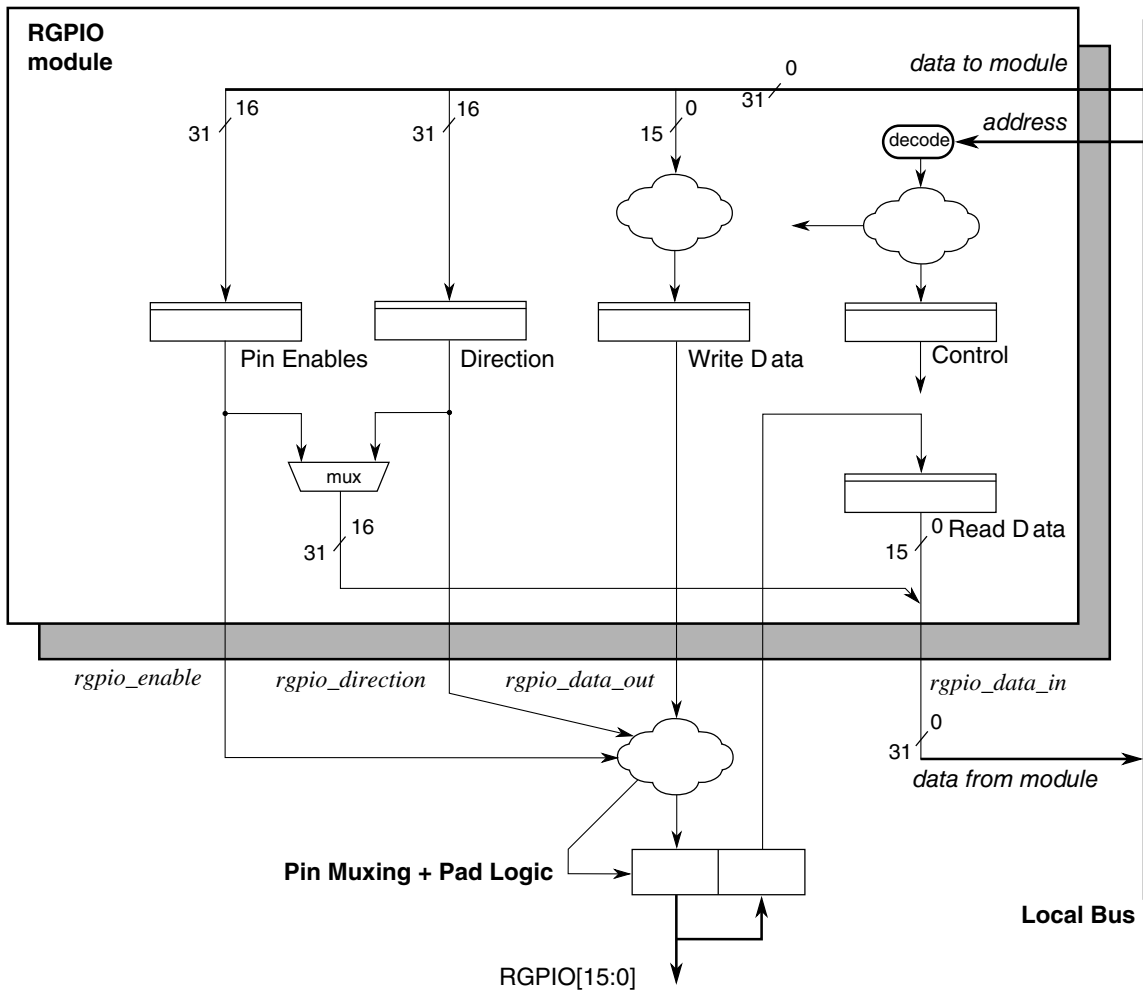 RGPIO
module
data to module
0
31
16
31
16
31
0
15
address
decode
Pin Enables
Direction
Write Data
Control
mux
16
31
0
15
Read Data
rgpio_enable
rgpio_direction
rgpio_data_out
rgpio_data_in
0
31
data from module
Pin Muxing + Pad Logic
Local Bus
RGPIO[15:0]